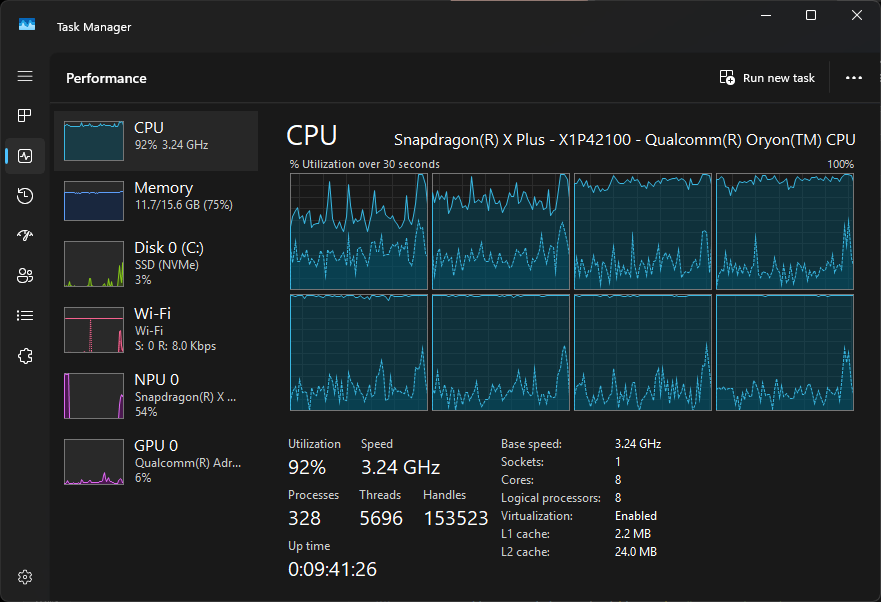 Task Manager
Performance
Run new task
CPU
92% 3.24 GHz
Memory
11.7/15.6 GB (75%)
Disk 0 (C:)
SSD (NVMe)
3%
Wi-Fi
Wi-Fi
S: 0 R: 8.0 Kbps
NPU 0
Snapdragon(R) X ...
54%
GPU 0
Qualcomm(R) Adr...
6%
CPU
Snapdragon(R) X Plus - X1P42100 - Qualcomm(R) Oryon(TM) CPU
% Utilization over 30 seconds
100%
Utilization
Speed
92%
3.24 GHz
Processes
Threads
Handles
328
5696
153523
Up time
0:09:41:26
Base speed: 3.24 GHz
Sockets: 1
Cores: 8
Logical processors: 8
Virtualization: Enabled
L1 cache: 2.2 MB
L2 cache: 24.0 MB